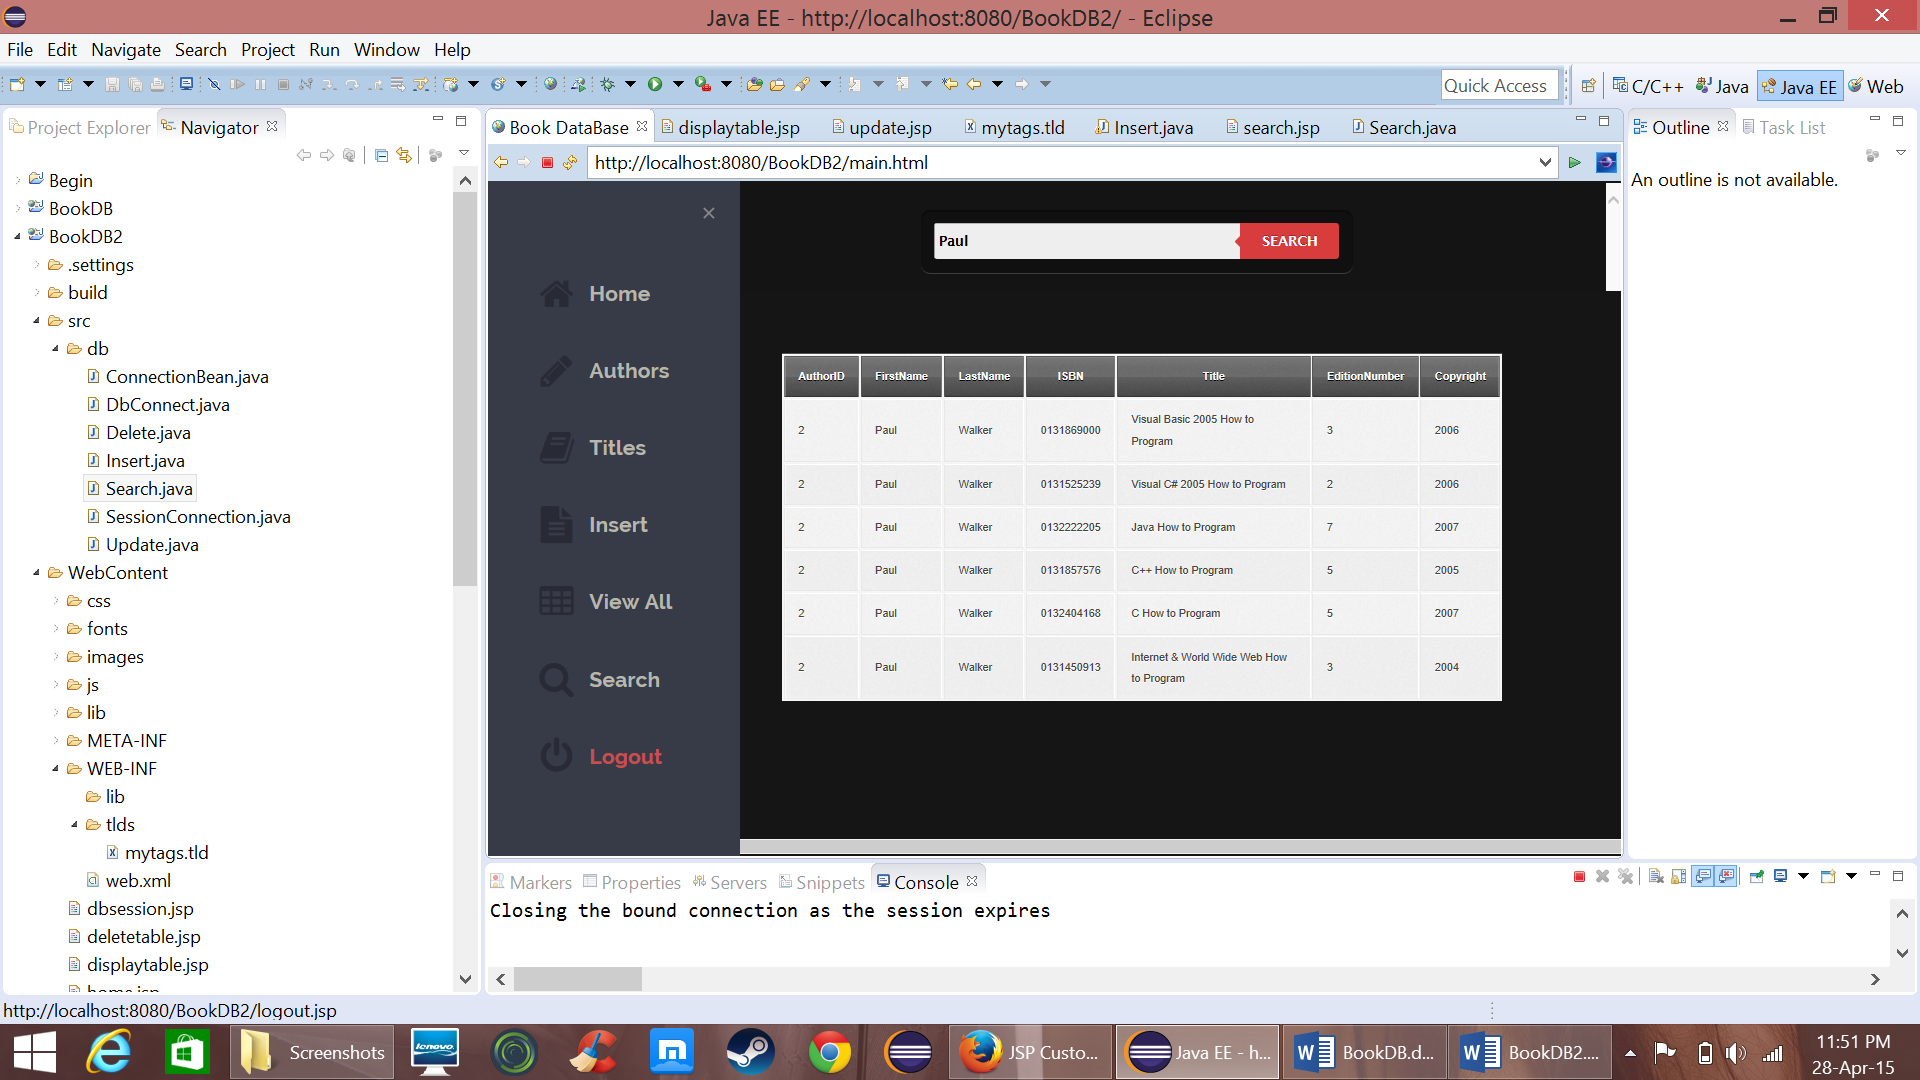 Java EE - http://localhost:8080/BookDB2/ - Eclipse
File Edit Navigate Search Project Run Window Help
Quick Access C/C++ Java Java EE Web
Project Explorer Navigator
Begin
BookDB
BookDB2
.settings
build
src
db
ConnectionBean.java
DbConnect.java
Delete.java
Insert.java
Search.java
SessionConnection.java
Update.java
WebContent
css
fonts
images
js
lib
META-INF
WEB-INF
lib
tlds
mytags.tld
web.xml
dbsession.jsp
deletetable.jsp
displaytable.jsp
home.jsp
Book DataBase displaytable.jsp update.jsp mytags.tld Insert.java search.jsp Search.java
http://localhost:8080/BookDB2/main.html
Home
Authors
Titles
Insert
View All
Search
Logout
Paul SEARCH
AuthorID FirstName LastName ISBN Title EditionNumber Copyright
2 Paul Walker 0131869000 Visual Basic 2005 How to Program 3 2006
2 Paul Walker 0131525239 Visual C# 2005 How to Program 2 2006
2 Paul Walker 0132222205 Java How to Program 7 2007
2 Paul Walker 0131857576 C++ How to Program 5 2005
2 Paul Walker 0132404168 C How to Program 5 2007
2 Paul Walker 0131450913 Internet & World Wide Web How to Program 3 2004
Outline Task List
An outline is not available.
Markers Properties Servers Snippets Console
Closing the bound connection as the session expires
http://localhost:8080/BookDB2/logout.jsp
Screenshots lenovo JSP Custo... Java EE - h... BookDB.d... BookDB2....
11:51 PM
28-Apr-15